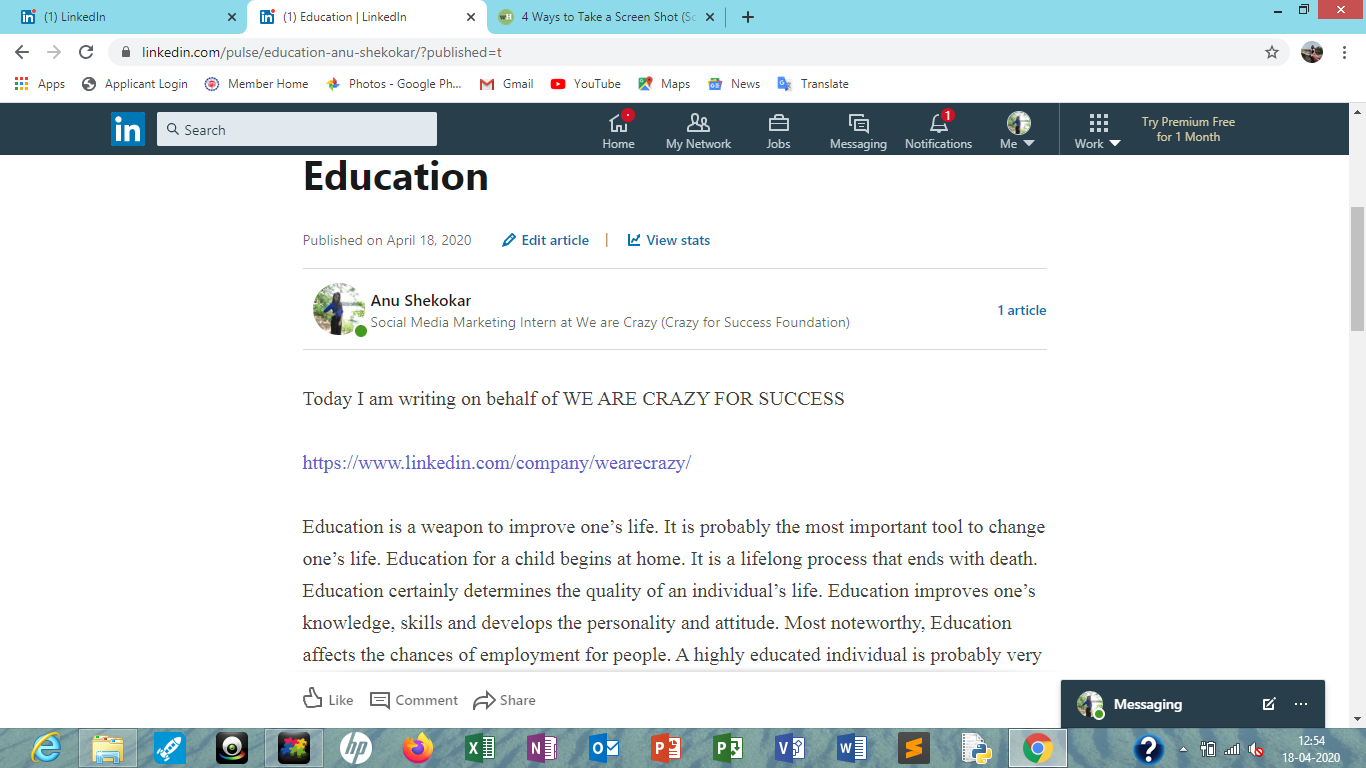 (1) LinkedIn
(1) Education | LinkedIn
4 Ways to Take a Screen Shot (Sc
linkedin.com/pulse/education-anu-shekokar/?published=t
Apps Applicant Login Member Home Photos - Google Ph... Gmail YouTube Maps News Translate
in Search Home My Network Jobs Messaging 1 Notifications Me Work Try Premium Free
for 1 Month
Education
Published on April 18, 2020 Edit article | View stats
Anu Shekokar
Social Media Marketing Intern at We are Crazy (Crazy for Success Foundation)
1 article
Today I am writing on behalf of WE ARE CRAZY FOR SUCCESS
https://www.linkedin.com/company/wearecrazy/
Education is a weapon to improve one’s life. It is probably the most important tool to change
one’s life. Education for a child begins at home. It is a lifelong process that ends with death.
Education certainly determines the quality of an individual’s life. Education improves one’s
knowledge, skills and develops the personality and attitude. Most noteworthy, Education
affects the chances of employment for people. A highly educated individual is probably very
Like Comment Share
Messaging
12:54
18-04-2020